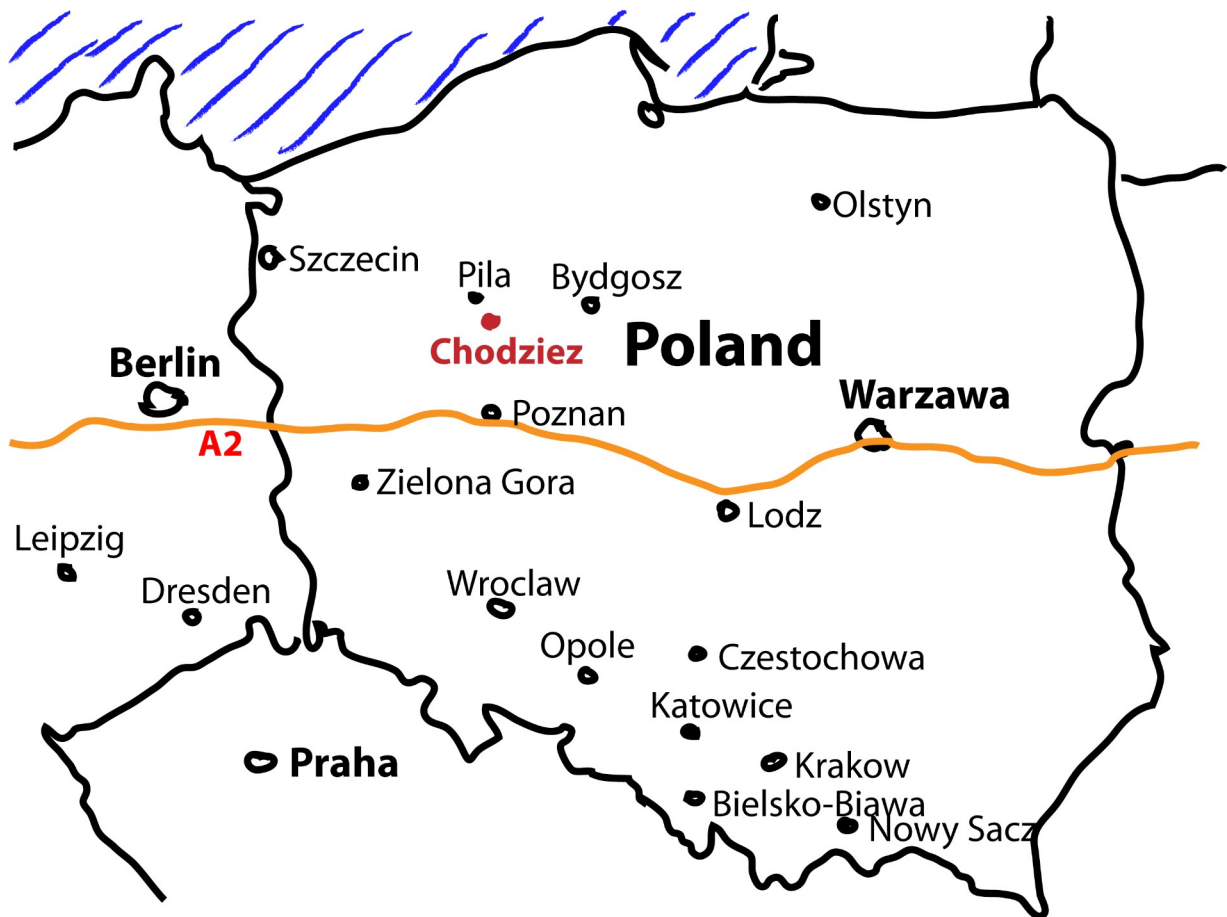 Olstyn
Szczecin
Pila
Bydgosz
Chodziez
Poland
Berlin
Warzawa
A2
Poznan
Zielona Gora
Lodz
Leipzig
Dresden
Wroclaw
Opole
Czestochowa
Katowice
Praha
Krakow
Bielsko-Biawa
Nowy Sacz